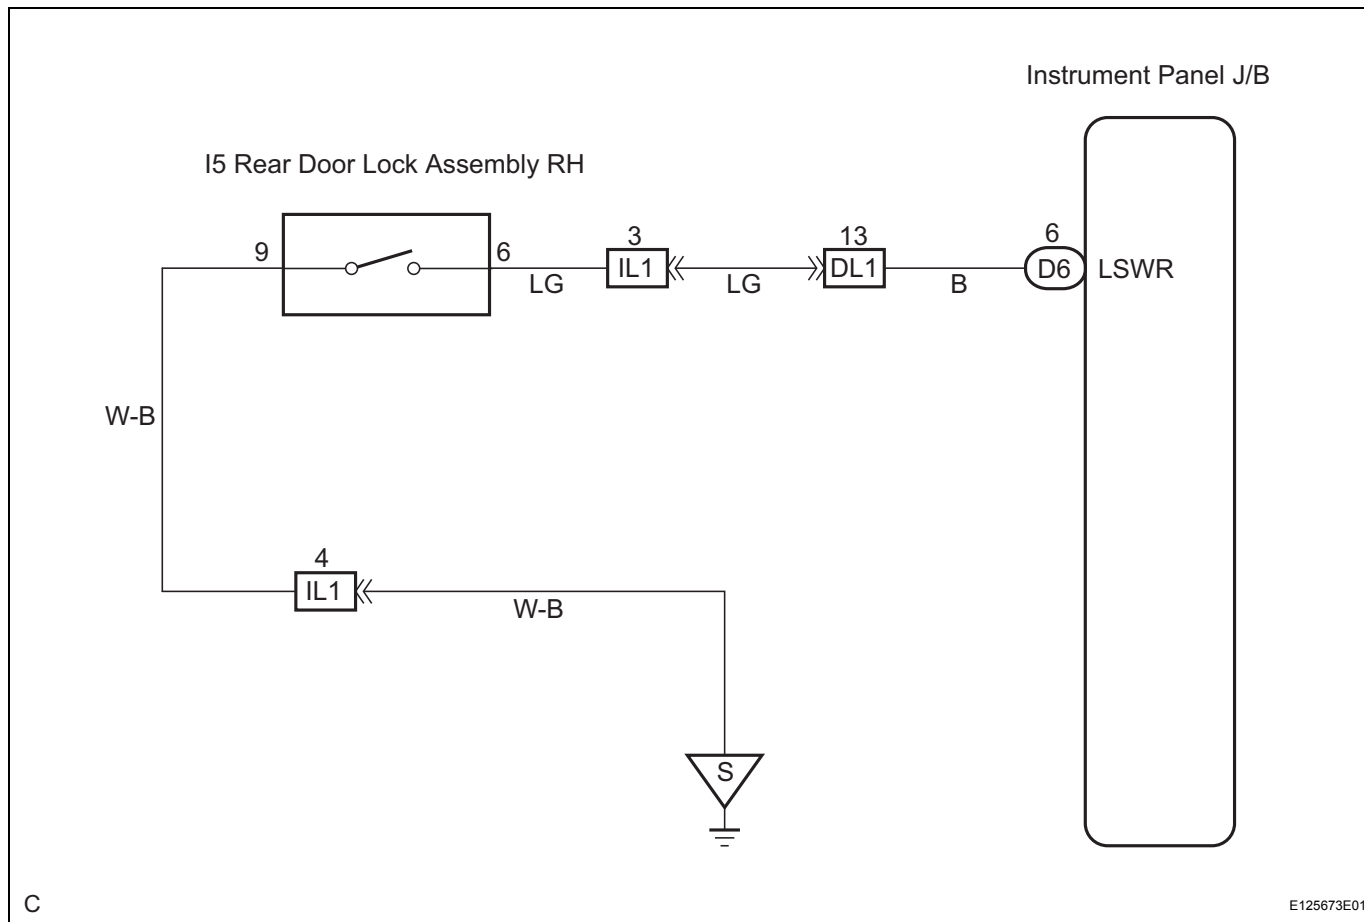 Instrument Panel J/B
I5 Rear Door Lock Assembly RH
9
6
3
13
6
IL1
DL1
D6
LSWR
LG
LG
B
W-B
4
IL1
W-B
S
C
E125673E01